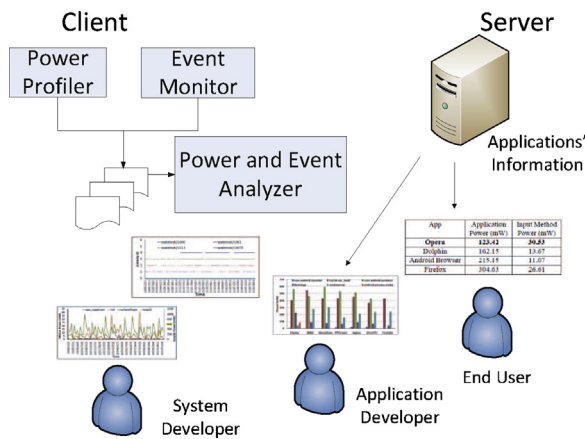 Client
Server
Power
Profiler
Event
Monitor
Power and Event
Analyzer
Applications'
Information
App
Application
Power (mW)
Input Method
Power (mW)
Opera
123.42
30.53
Dolphin
162.15
13.67
Android Browser
215.15
11.07
Firefox
304.63
26.61
Time
System
Developer
Application
Developer
End User